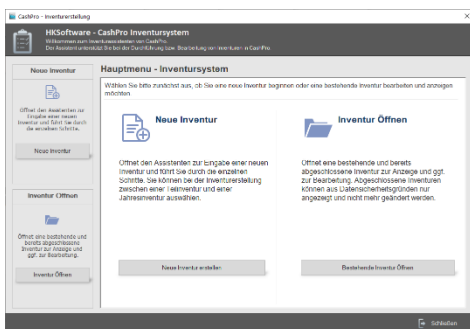 CashPro - Inventurerstellung
HKSoftware - CashPro Inventursystem
Willkommen zum Inventurassistenten von CashPro.
Der Assistent unterstützt Sie bei der Durchführung bzw. Bearbeitung von Inventuren in CashPro
Neue Inventur
Öffnet den Assistenten zur
Eingabe einer neuen
Inventur und führt Sie durch
die einzelnen Schritte.
Neue Inventur
Inventur Öffnen
Öffnet eine bestehende und
bereits abgeschlossene
Inventur zur Anzeige und
ggf. zur Bearbeitung.
Inventur Öffnen
Hauptmenu - Inventursystem
Wählen Sie bitte zunächst aus, ob Sie eine neue Inventur beginnen oder eine bestehende Inventur bearbeiten und anzeigen
möchten.
Neue Inventur
Öffnet den Assistenten zur Eingabe einer neuen
Inventur und führt Sie durch die einzelnen
Schritte. Sie können bei der Inventurerstellung
zwischen einer Teilinventur und einer
Jahresinventur auswählen.
Neue Inventur erstellen
Inventur Öffnen
Öffnet eine bestehende und bereits
abgeschlossene Inventur zur Anzeige und ggf.
zur Bearbeitung. Abgeschlossene Inventuren
können aus Datensicherheitsgründen nur
angezeigt und nicht mehr geändert werden.
Bestehende Inventur Öffnen
Schließen